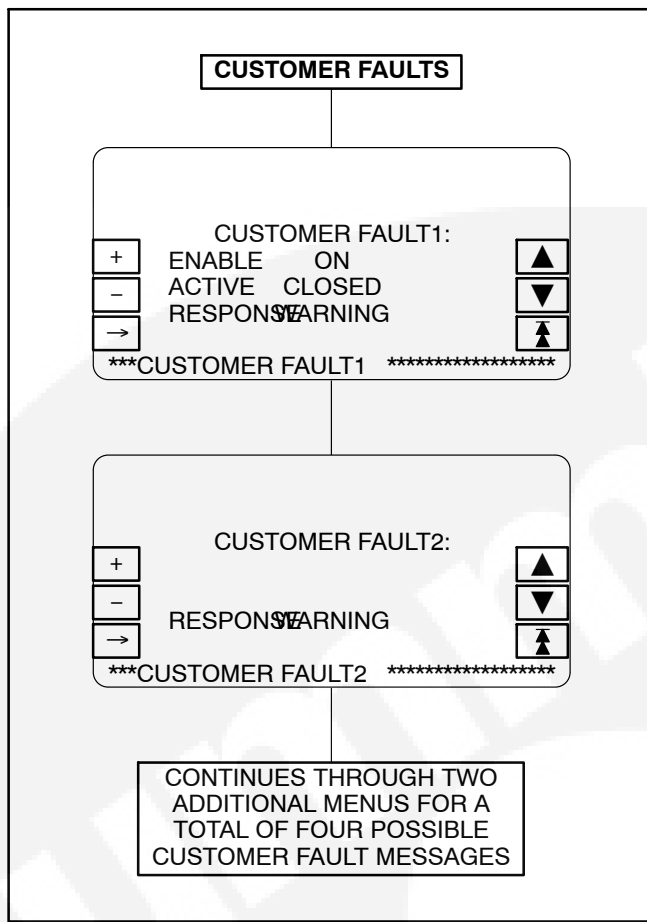 CUSTOMER FAULTS
CUSTOMER FAULT1:
+ ENABLE ON ▲
– ACTIVE CLOSED ▼
→ RESPONSE WARNING
***CUSTOMER FAULT1 ******************
CUSTOMER FAULT2:
+ ▲
– ▼
→ RESPONSE WARNING
***CUSTOMER FAULT2 ******************
CONTINUES THROUGH TWO
ADDITIONAL MENUS FOR A
TOTAL OF FOUR POSSIBLE
CUSTOMER FAULT MESSAGES